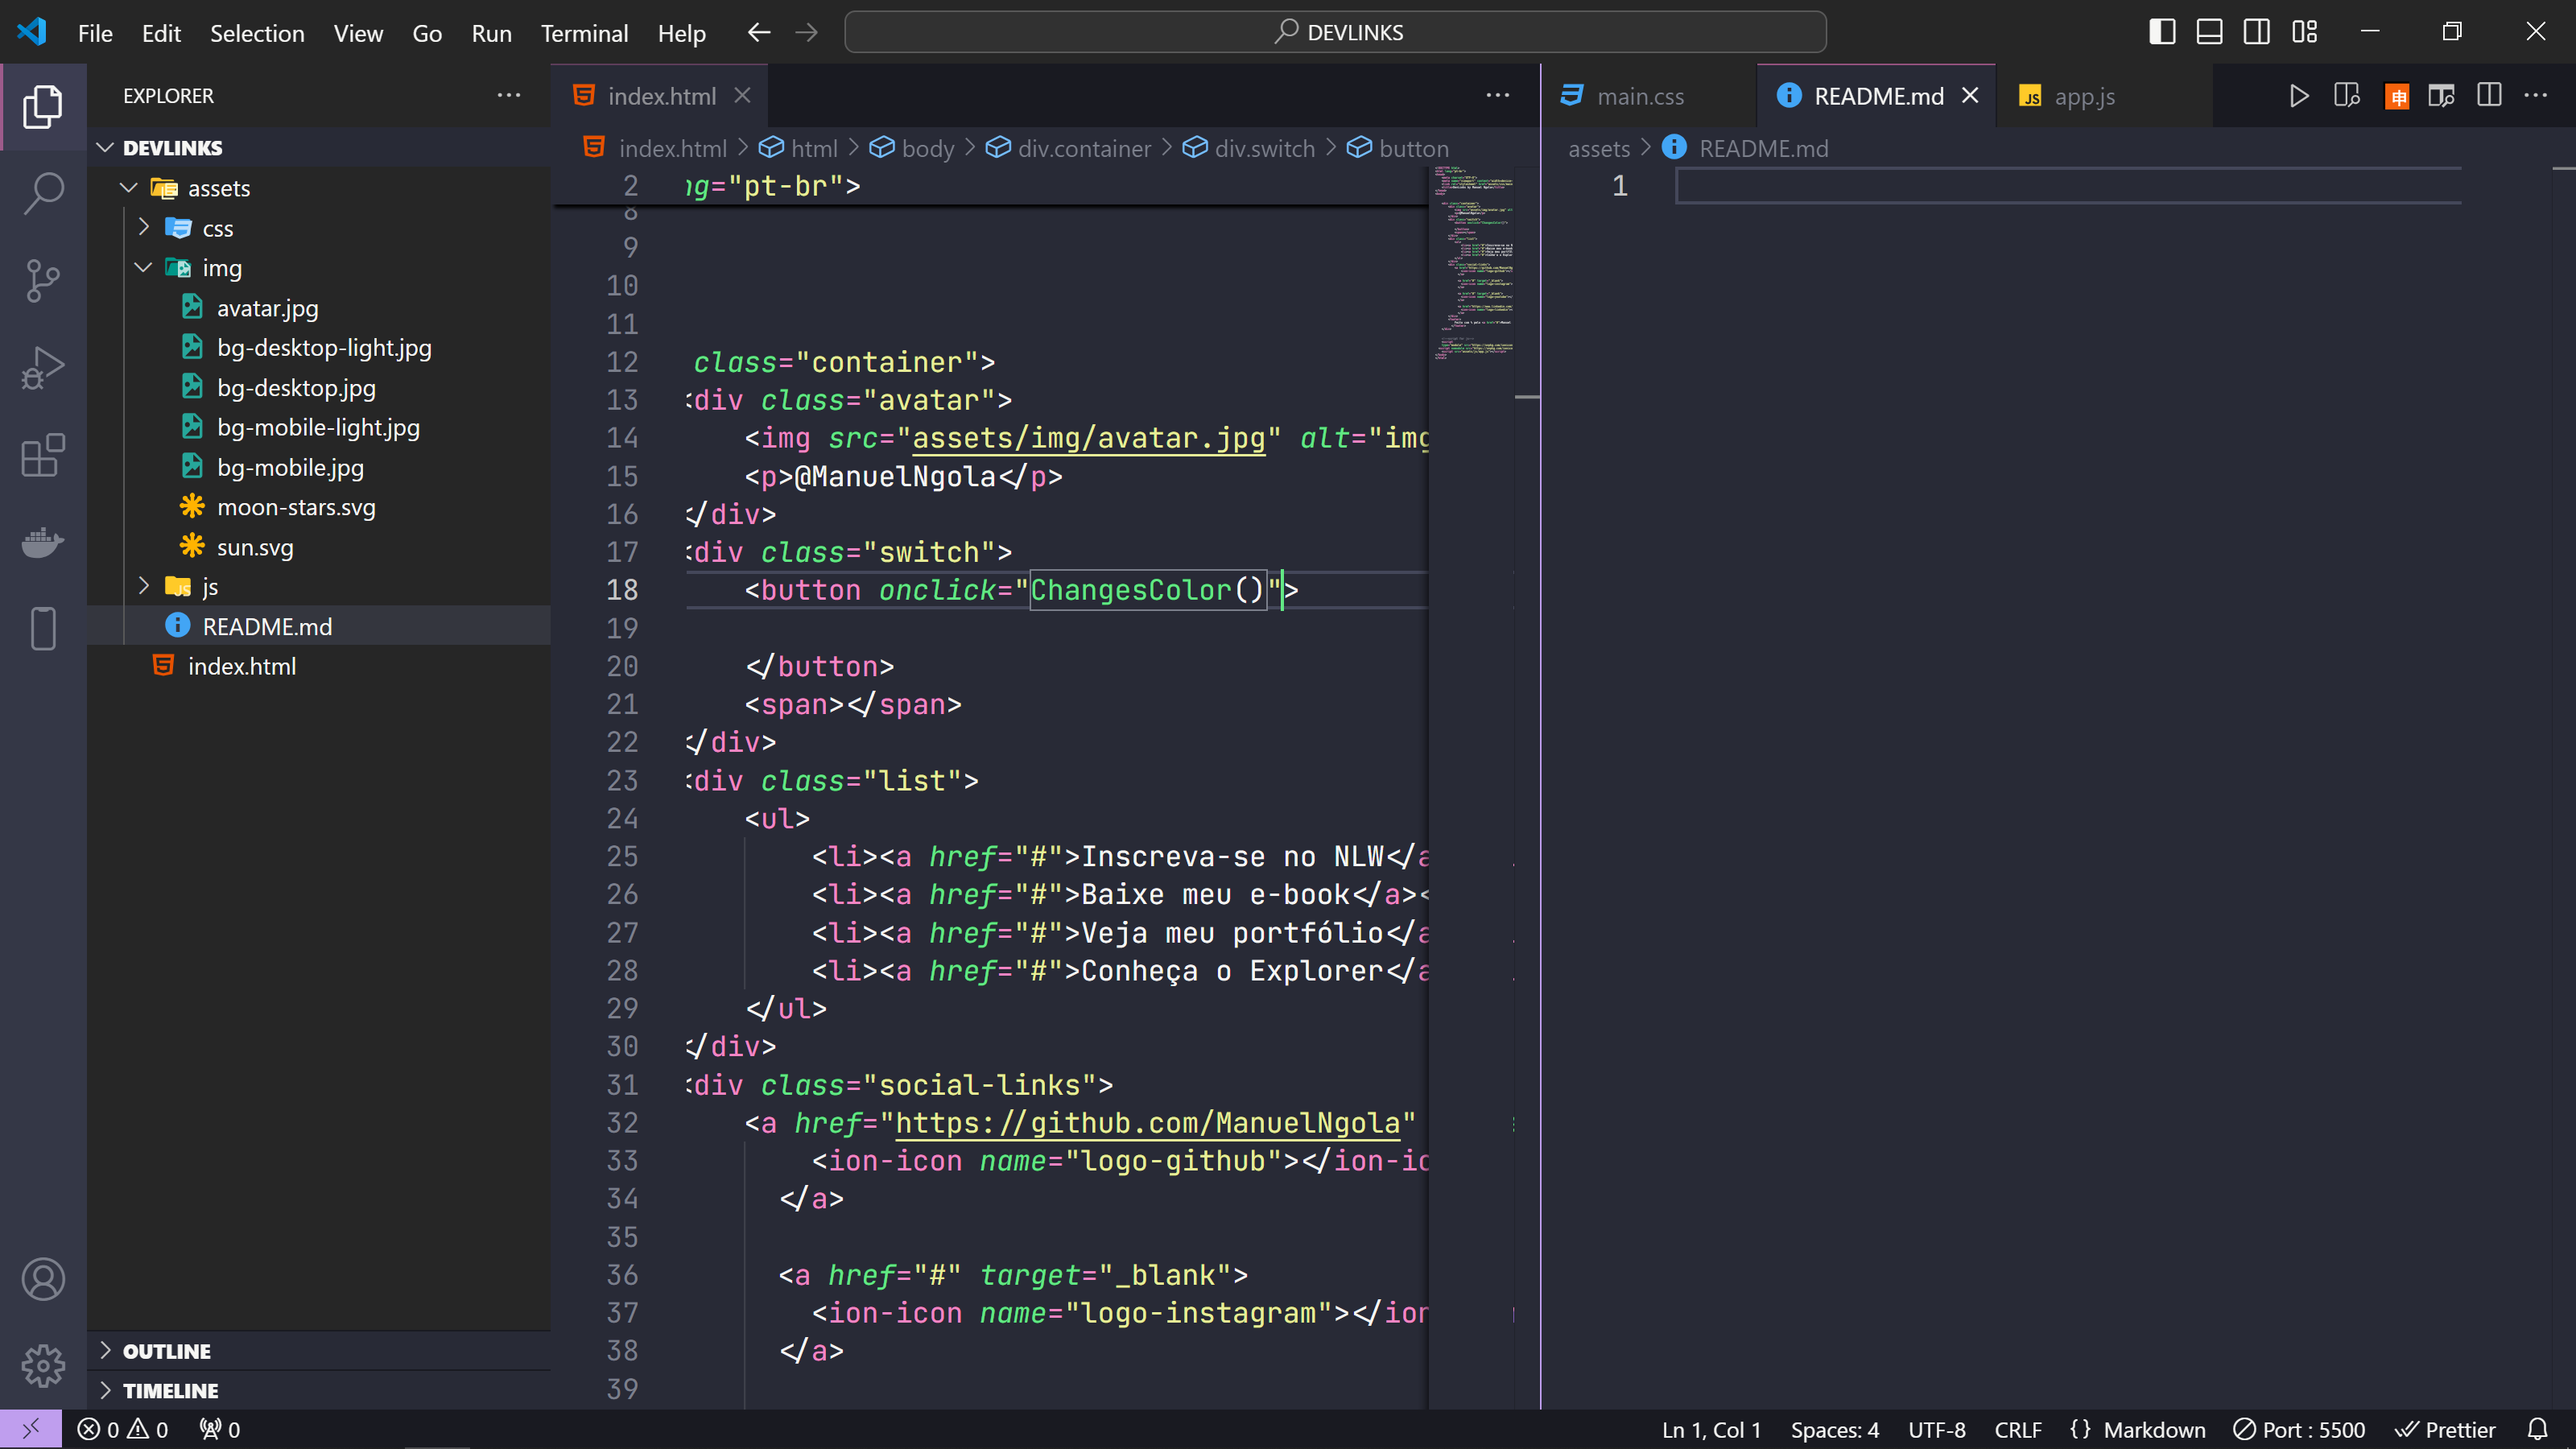 File Edit Selection View Go Run Terminal Help DEVLINKS
EXPLORER
DEVLINKS
assets
css
img
avatar.jpg
bg-desktop-light.jpg
bg-desktop.jpg
bg-mobile-light.jpg
bg-mobile.jpg
moon-stars.svg
sun.svg
js
README.md
index.html
OUTLINE
TIMELINE
index.html
index.html > html > body > div.container > div.switch > button
2 ng="pt-br">
8
9
10
11
12 class="container">
13 <div class="avatar">
14 <img src="assets/img/avatar.jpg" alt="img
15 <p>@ManuelNgola</p>
16 </div>
17 <div class="switch">
18 <button onclick="ChangesColor()">
19
20 </button>
21 <span></span>
22 </div>
23 <div class="list">
24 <ul>
25 <li><a href="#">Inscreva-se no NLW</a
26 <li><a href="#">Baixe meu e-book</a><
27 <li><a href="#">Veja meu portfólio</a
28 <li><a href="#">Conheça o Explorer</a
29 </ul>
30 </div>
31 <div class="social-links">
32 <a href="https://github.com/ManuelNgola"
33 <ion-icon name="logo-github"></ion-ic
34 </a>
35
36 <a href="#" target="_blank">
37 <ion-icon name="logo-instagram"></ion
38 </a>
39
main.css README.md JS app.js
assets > README.md
1
0 0 0 Ln 1, Col 1 Spaces: 4 UTF-8 CRLF {} Markdown Port : 5500 Prettier